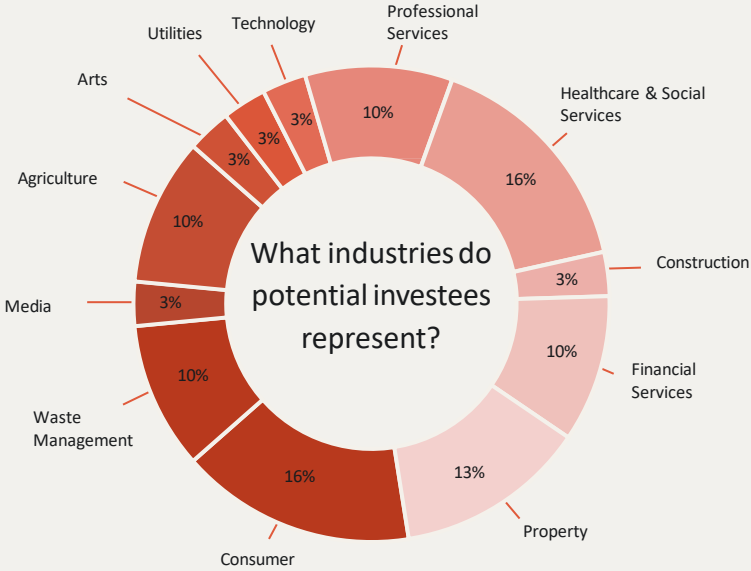 Professional
Services
Technology
Utilities
Arts
Healthcare & Social
Services
10%
3%
3%
3%
16%
Agriculture
10%
What industries do
potential investees
represent?
Construction
3%
Media
3%
10%
Financial
Services
10%
Waste
Management
13%
16%
Property
Consumer